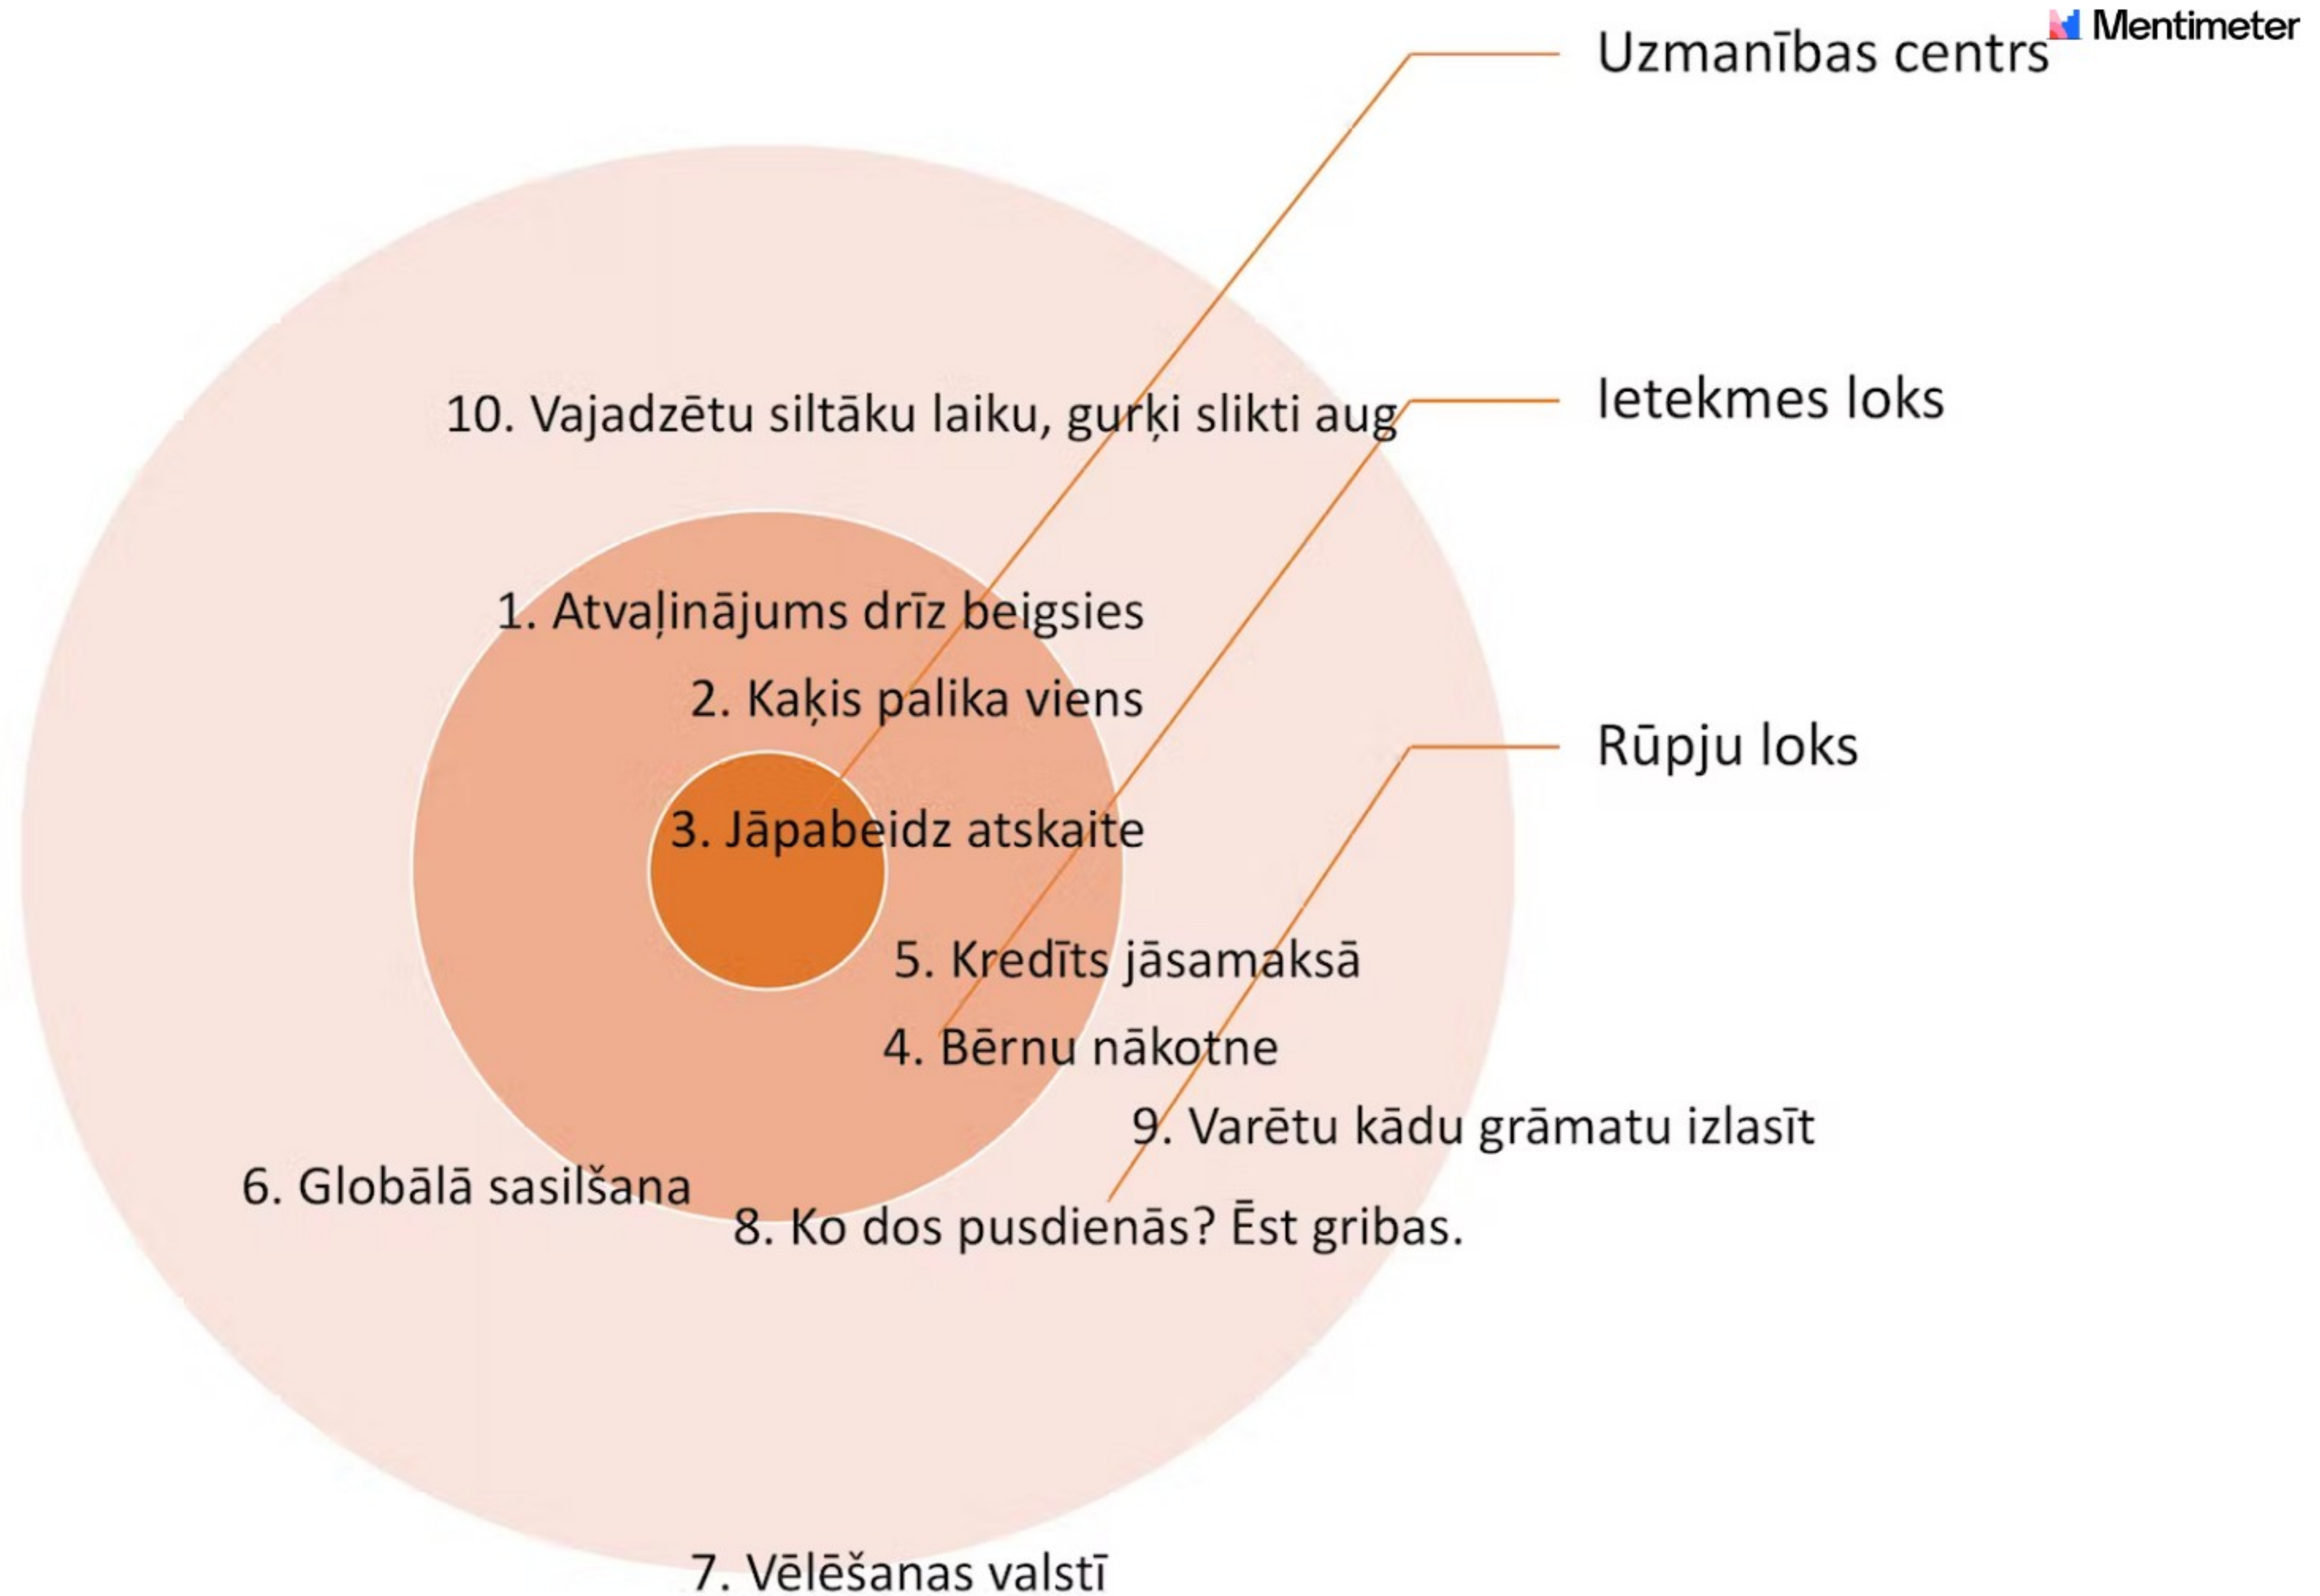 Mentimeter
Uzmanības centrs
Ietekmes loks
10. Vajadzētu siltāku laiku, gurķi slikti aug
1. Atvaļinājums drīz beigsies
2. Kaķis palika viens
Rūpju loks
3. Jāpabeidz atskaite
5. Kredīts jāsamaksā
4. Bērnu nākotne
9. Varētu kādu grāmatu izlasīt
6. Globālā sasilšana
8. Ko dos pusdienās? Ēst gribas.
7. Vēlēšanas valstī